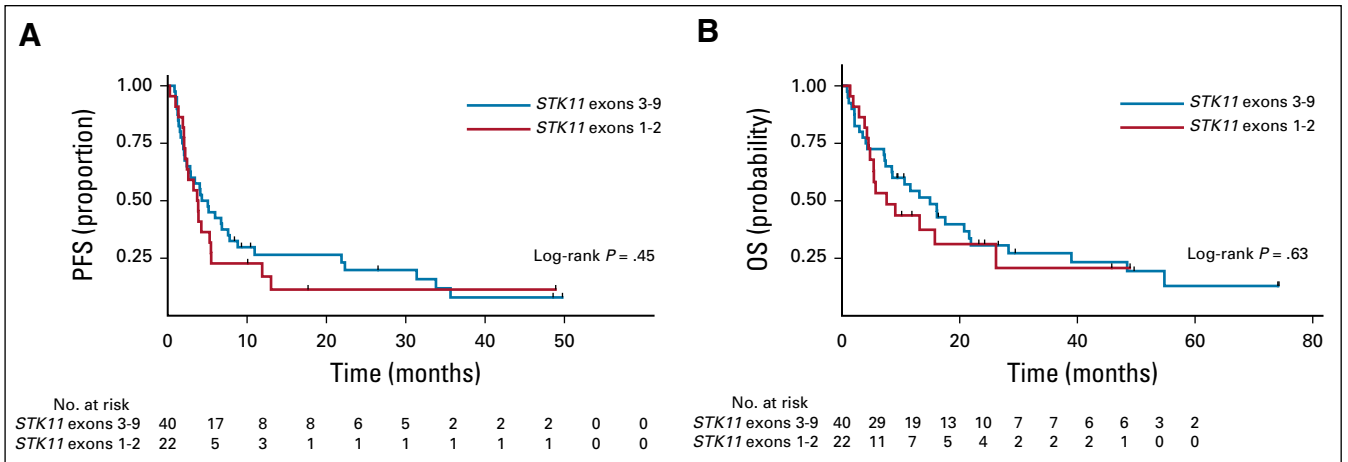 A
1.00
0.75
0.50
0.25
PFS (proportion)
STK11 exons 3-9
STK11 exons 1-2
Log-rank P = .45
0 10 20 30 40 50
Time (months)
No. at risk
STK11 exons 3-9 40 17 8 8 6 5 2 2 2 0 0
STK11 exons 1-2 22 5 3 1 1 1 1 1 1 0 0
B
1.00
0.75
0.50
0.25
OS (probability)
STK11 exons 3-9
STK11 exons 1-2
Log-rank P = .63
0 20 40 60 80
Time (months)
No. at risk
STK11 exons 3-9 40 29 19 13 10 7 7 6 6 3 2
STK11 exons 1-2 22 11 7 5 4 2 2 2 1 0 0